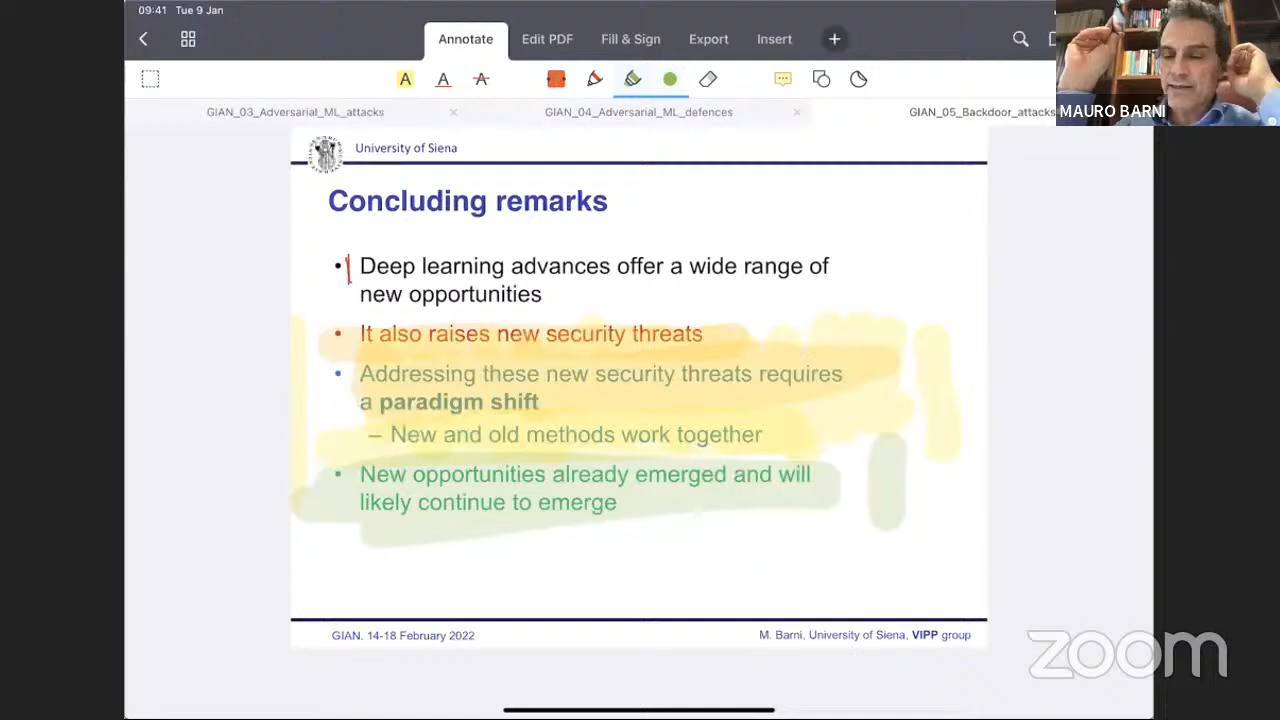 09:41 Tue 9 Jan
Annotate Edit PDF Fill & Sign Export Insert
A A A
MAURO BARNI
GIAN_03_Adversarial_ML_attacks GIAN_04_Adversarial_ML_defences GIAN_05_Backdoor_attacks
University of Siena
Concluding remarks
• Deep learning advances offer a wide range of
new opportunities
• It also raises new security threats
• Addressing these new security threats requires
a paradigm shift
– New and old methods work together
• New opportunities already emerged and will
likely continue to emerge
GIAN. 14-18 February 2022
M. Barni, University of Siena, VIPP group
zoom